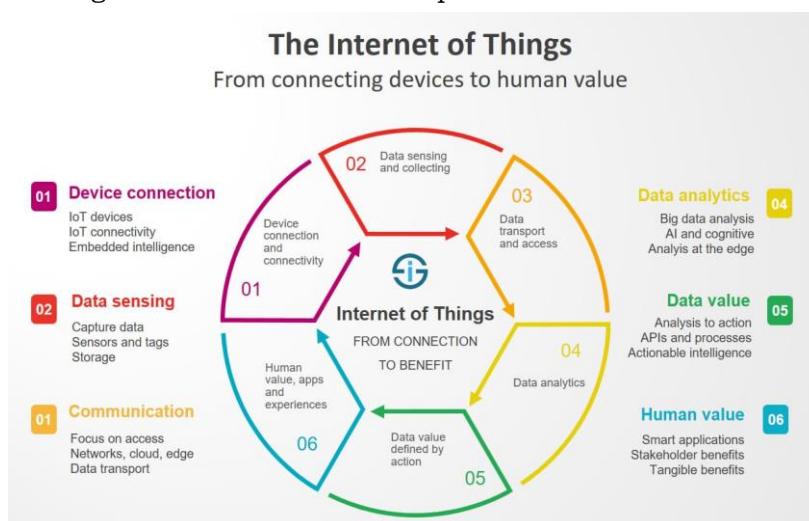 The Internet of Things
From connecting devices to human value
01 Device connection
IoT devices
IoT connectivity
Embedded intelligence
02 Data sensing
Capture data
Sensors and tags
Storage
01 Communication
Focus on access
Networks, cloud, edge
Data transport
02 Data sensing
and collecting
03
Data
transport
and access
Device
connection
and
connectivity
01
Internet of Things
FROM CONNECTION
TO BENEFIT
04
Data analytics
Human
value, apps
and
experiences
06
Data value
defined by
action
05
Data analytics 04
Big data analysis
AI and cognitive
Analyis at the edge
Data value 05
Analysis to action
APIs and processes
Actionable intelligence
Human value 06
Smart applications
Stakeholder benefits
Tangible benefits